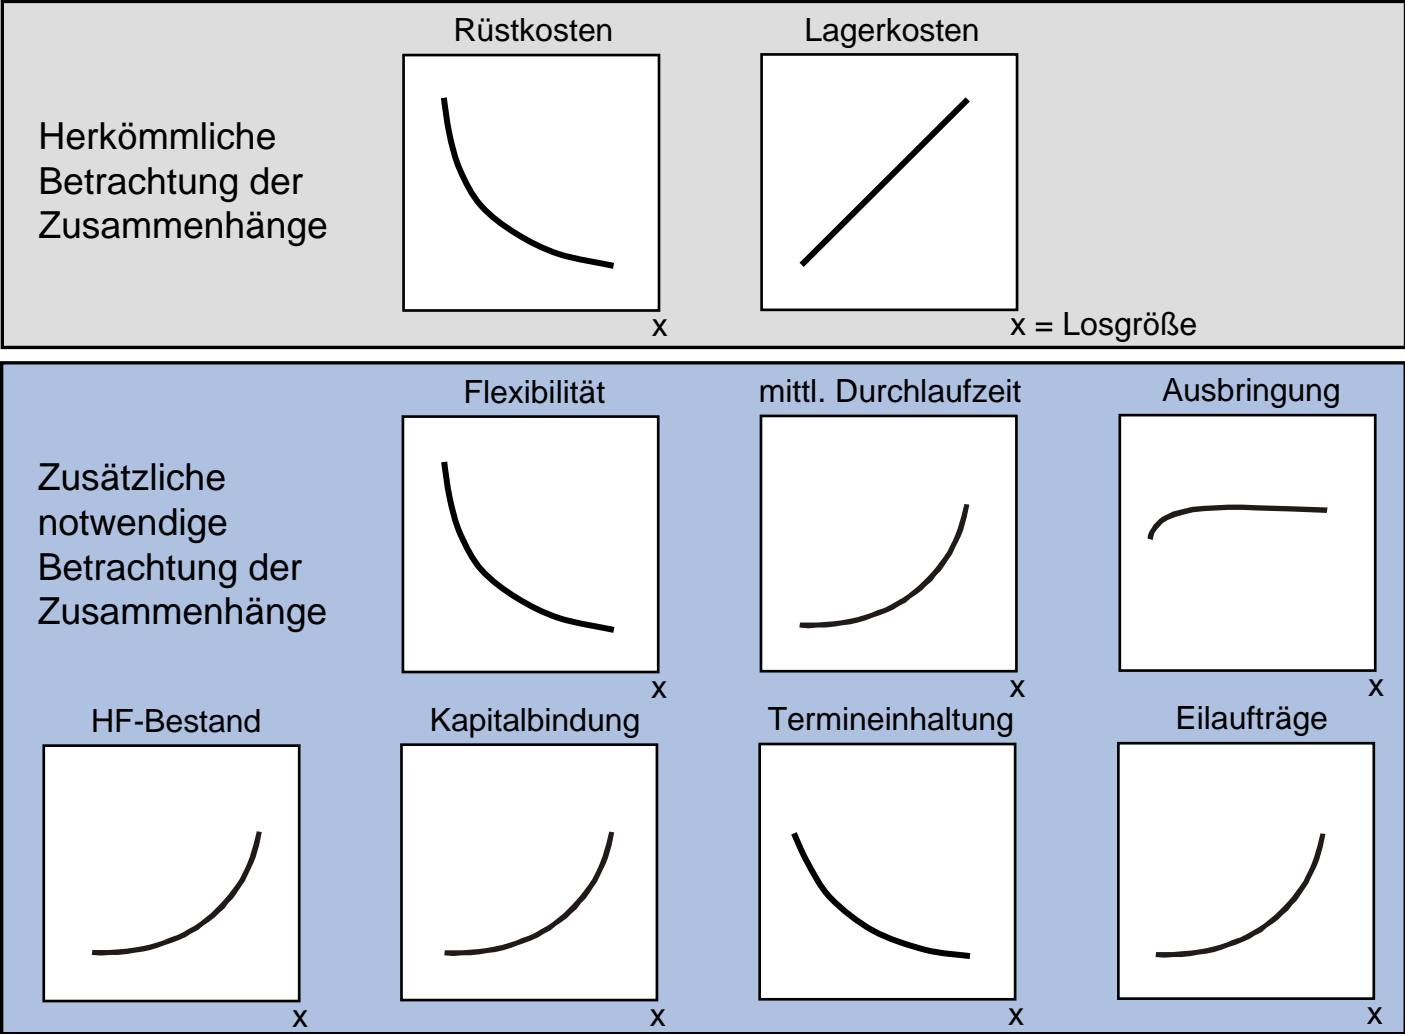 Rüstkosten
Lagerkosten
Herkömmliche
Betrachtung der
Zusammenhänge
x
x = Losgröße
Flexibilität
mittl. Durchlaufzeit
Ausbringung
Zusätzliche
notwendige
Betrachtung der
Zusammenhänge
x
x
x
HF-Bestand
Kapitalbindung
Termineinhaltung
Eilaufträge
x
x
x
x